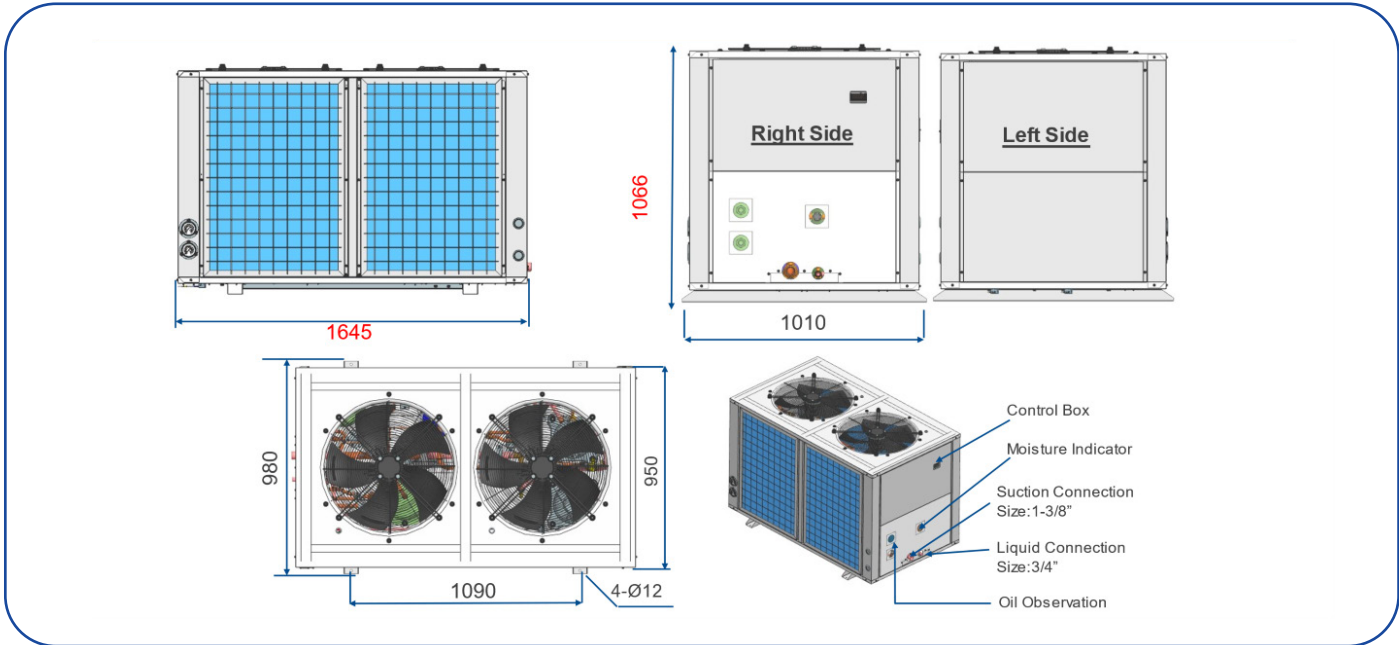 Right Side
Left Side
1066
1645
1010
980
950
1090
4-Ø12
Control Box
Moisture Indicator
Suction Connection
Size:1-3/8”
Liquid Connection
Size:3/4”
Oil Observation